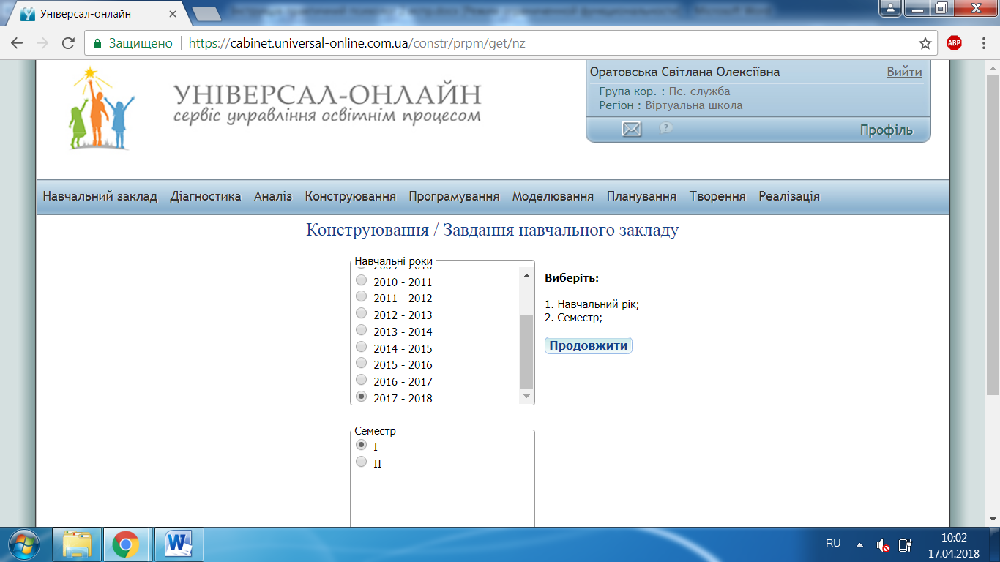 Універсал-онлайн
Защищено
https://cabinet.universal-online.com.ua/constr/prpm/get/nz
ABP
УНІВЕРСАЛ-ОНЛАЙН
сервіс управління освітнім процесом
Оратовська Світлана Олексіївна
Вийти
Група кор. : Пс. служба
Регіон : Віртуальна школа
?
Профіль
Навчальний заклад Діагностика Аналіз Конструювання Програмування Моделювання Планування Творення Реалізація
Конструювання / Завдання навчального закладу
Навчальні роки
2009 - 2010
2010 - 2011
2011 - 2012
2012 - 2013
2013 - 2014
2014 - 2015
2015 - 2016
2016 - 2017
2017 - 2018
Виберіть:
1. Навчальний рік;
2. Семестр;
Продовжити
Семестр
I
II
W
RU
10:02
17.04.2018